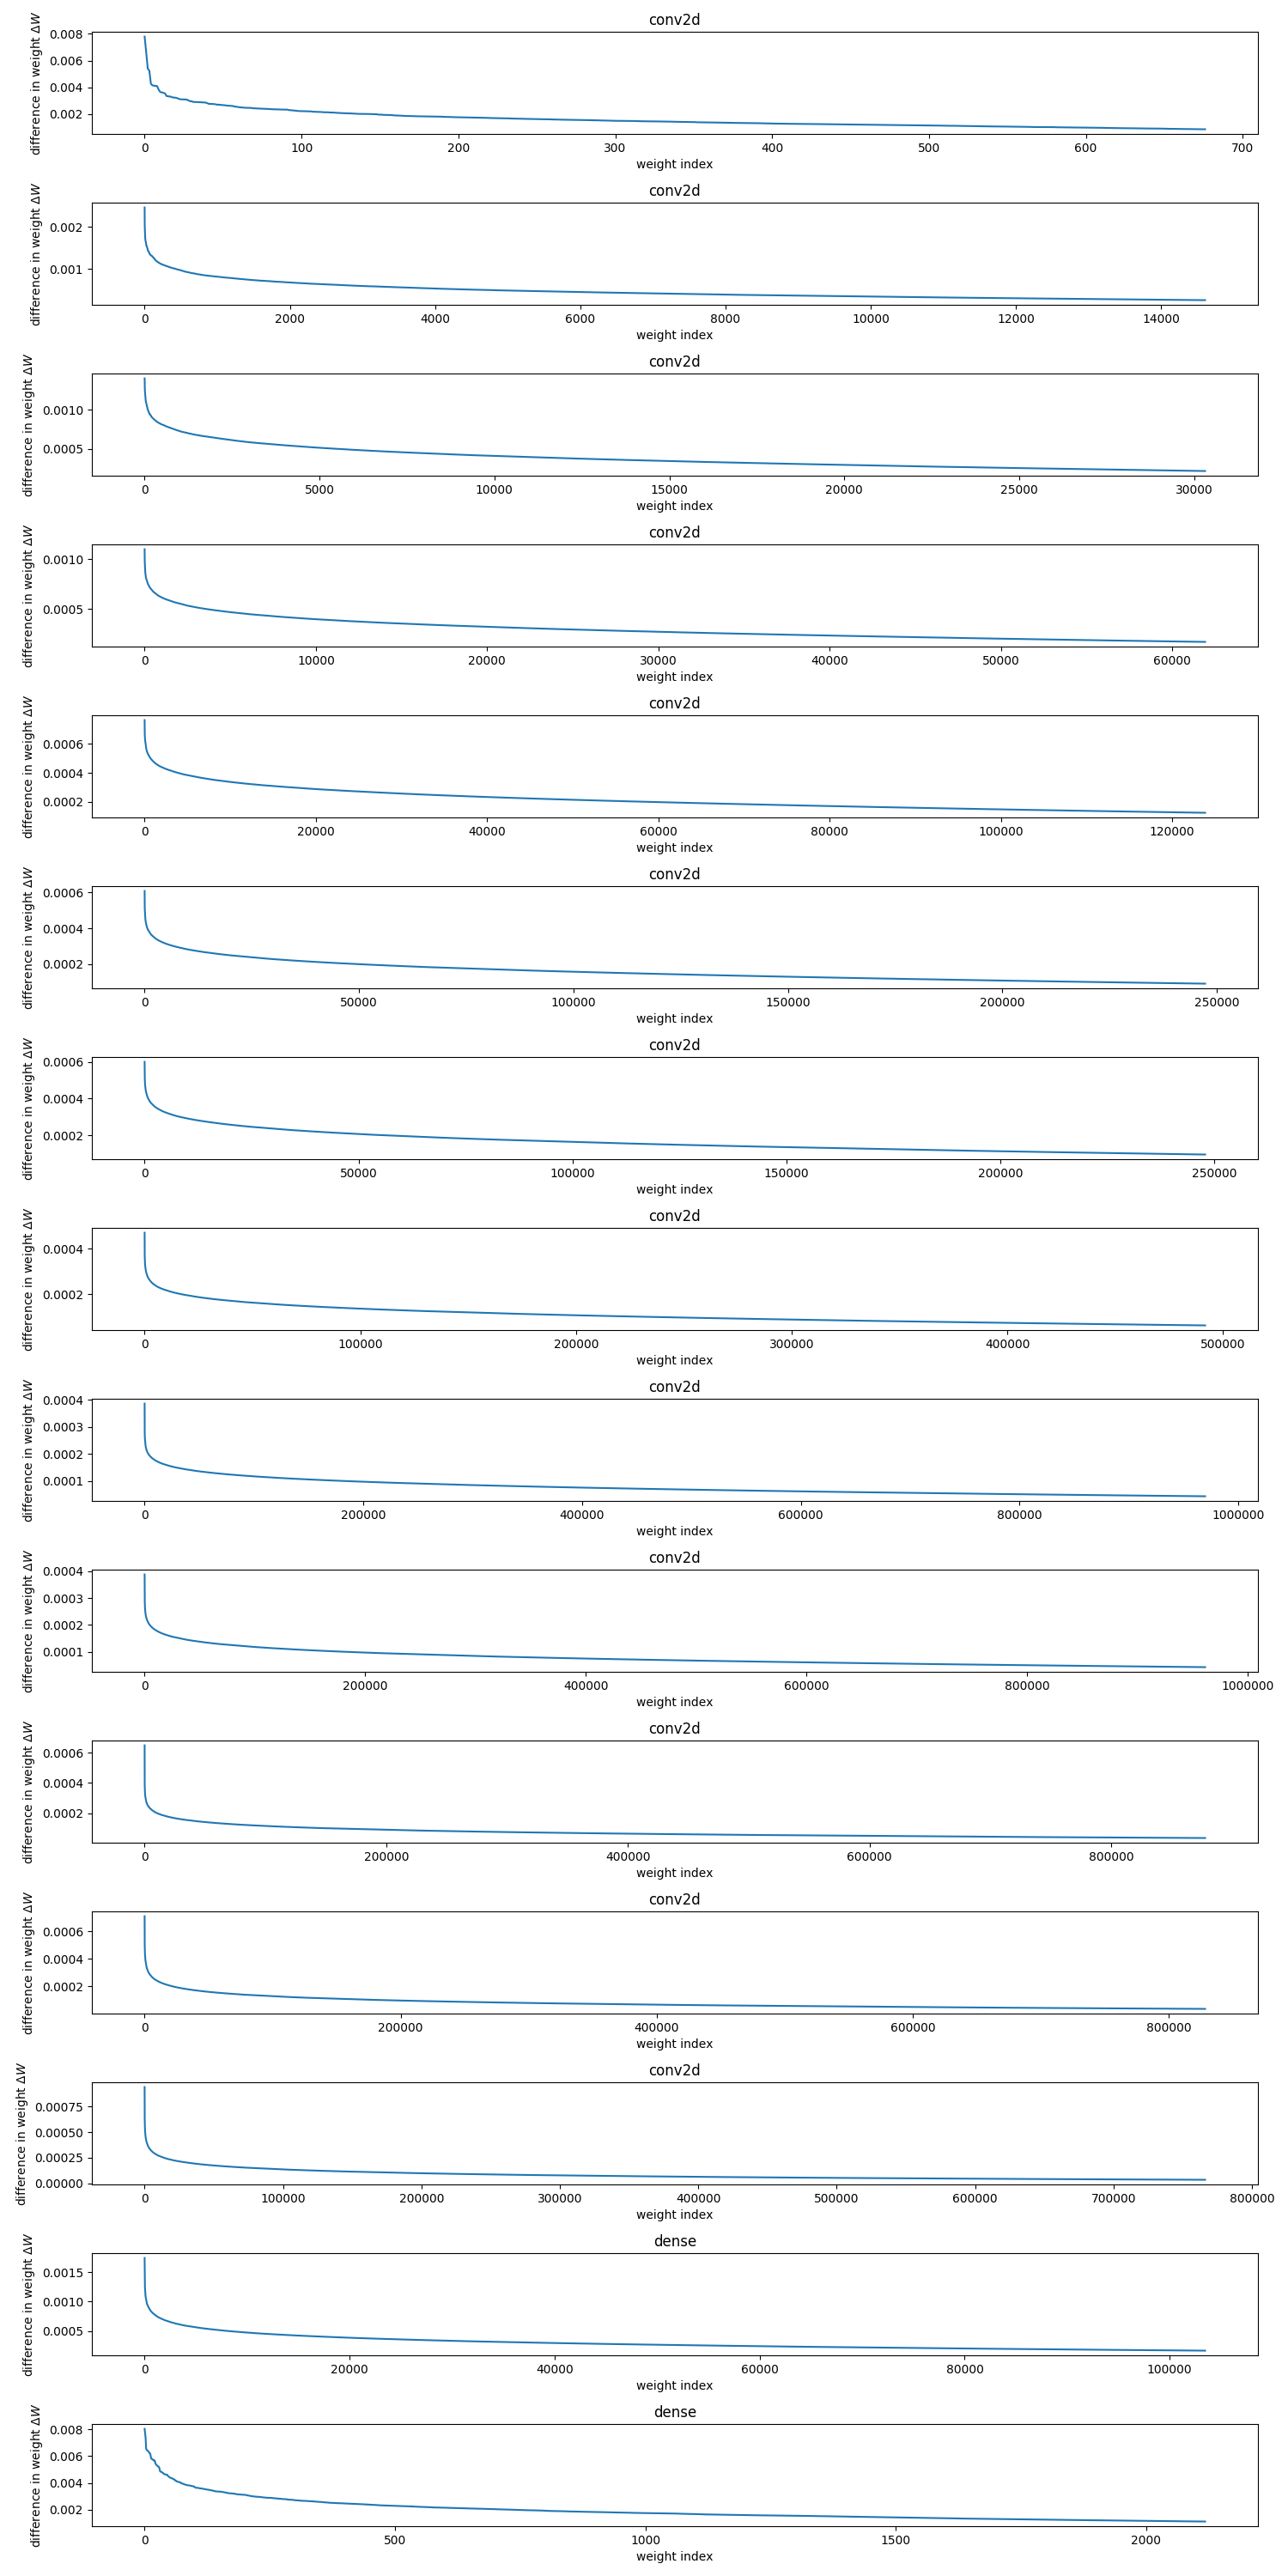 conv2d
difference in weight ΔW
0.008
0.006
0.004
0.002
0 100 200 300 400 500 600 700
weight index
conv2d
difference in weight ΔW
0.002
0.001
0 2000 4000 6000 8000 10000 12000 14000
weight index
conv2d
difference in weight ΔW
0.0010
0.0005
0 5000 10000 15000 20000 25000 30000
weight index
conv2d
difference in weight ΔW
0.0010
0.0005
0 10000 20000 30000 40000 50000 60000
weight index
conv2d
difference in weight ΔW
0.0006
0.0004
0.0002
0 20000 40000 60000 80000 100000 120000
weight index
conv2d
difference in weight ΔW
0.0006
0.0004
0.0002
0 50000 100000 150000 200000 250000
weight index
conv2d
difference in weight ΔW
0.0006
0.0004
0.0002
0 50000 100000 150000 200000 250000
weight index
conv2d
difference in weight ΔW
0.0004
0.0002
0 100000 200000 300000 400000 500000
weight index
conv2d
difference in weight ΔW
0.0004
0.0003
0.0002
0.0001
0 200000 400000 600000 800000 1000000
weight index
conv2d
difference in weight ΔW
0.0004
0.0003
0.0002
0.0001
0 200000 400000 600000 800000 1000000
weight index
conv2d
difference in weight ΔW
0.0006
0.0004
0.0002
0 200000 400000 600000 800000
weight index
conv2d
difference in weight ΔW
0.0006
0.0004
0.0002
0 200000 400000 600000 800000
weight index
conv2d
difference in weight ΔW
0.00075
0.00050
0.00025
0.00000
0 100000 200000 300000 400000 500000 600000 700000 800000
weight index
dense
difference in weight ΔW
0.0015
0.0010
0.0005
0 20000 40000 60000 80000 100000
weight index
dense
difference in weight ΔW
0.008
0.006
0.004
0.002
0 500 1000 1500 2000
weight index